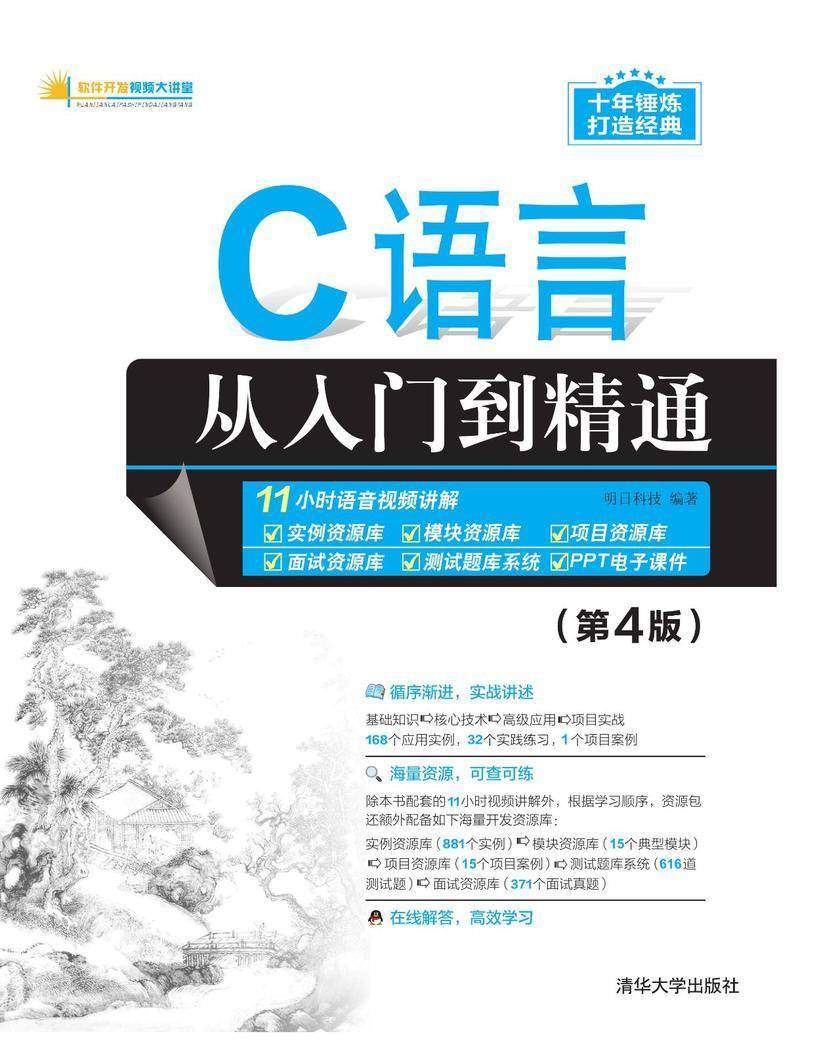 软件开发视频大讲堂
RUANJIANKAIFASHIPINDAJIANGTANG
十年锤炼
打造经典
C语言
从入门到精通
11小时语音视频讲解
明日科技 编著
实例资源库 模块资源库 项目资源库
面试资源库 测试题库系统 PPT电子课件
（第4版）
循序渐进，实战讲述
基础知识➪核心技术➪高级应用➪项目实战
168个应用实例，32个实践练习，1个项目案例
海量资源，可查可练
除本书配套的11小时视频讲解外，根据学习顺序，资源包
还额外配备如下海量开发资源库：
实例资源库（881个实例）➪模块资源库（15个典型模块）
➪项目资源库（15个项目案例）➪测试题库系统（616道
测试题）➪面试资源库（371个面试真题）
在线解答，高效学习
清华大学出版社